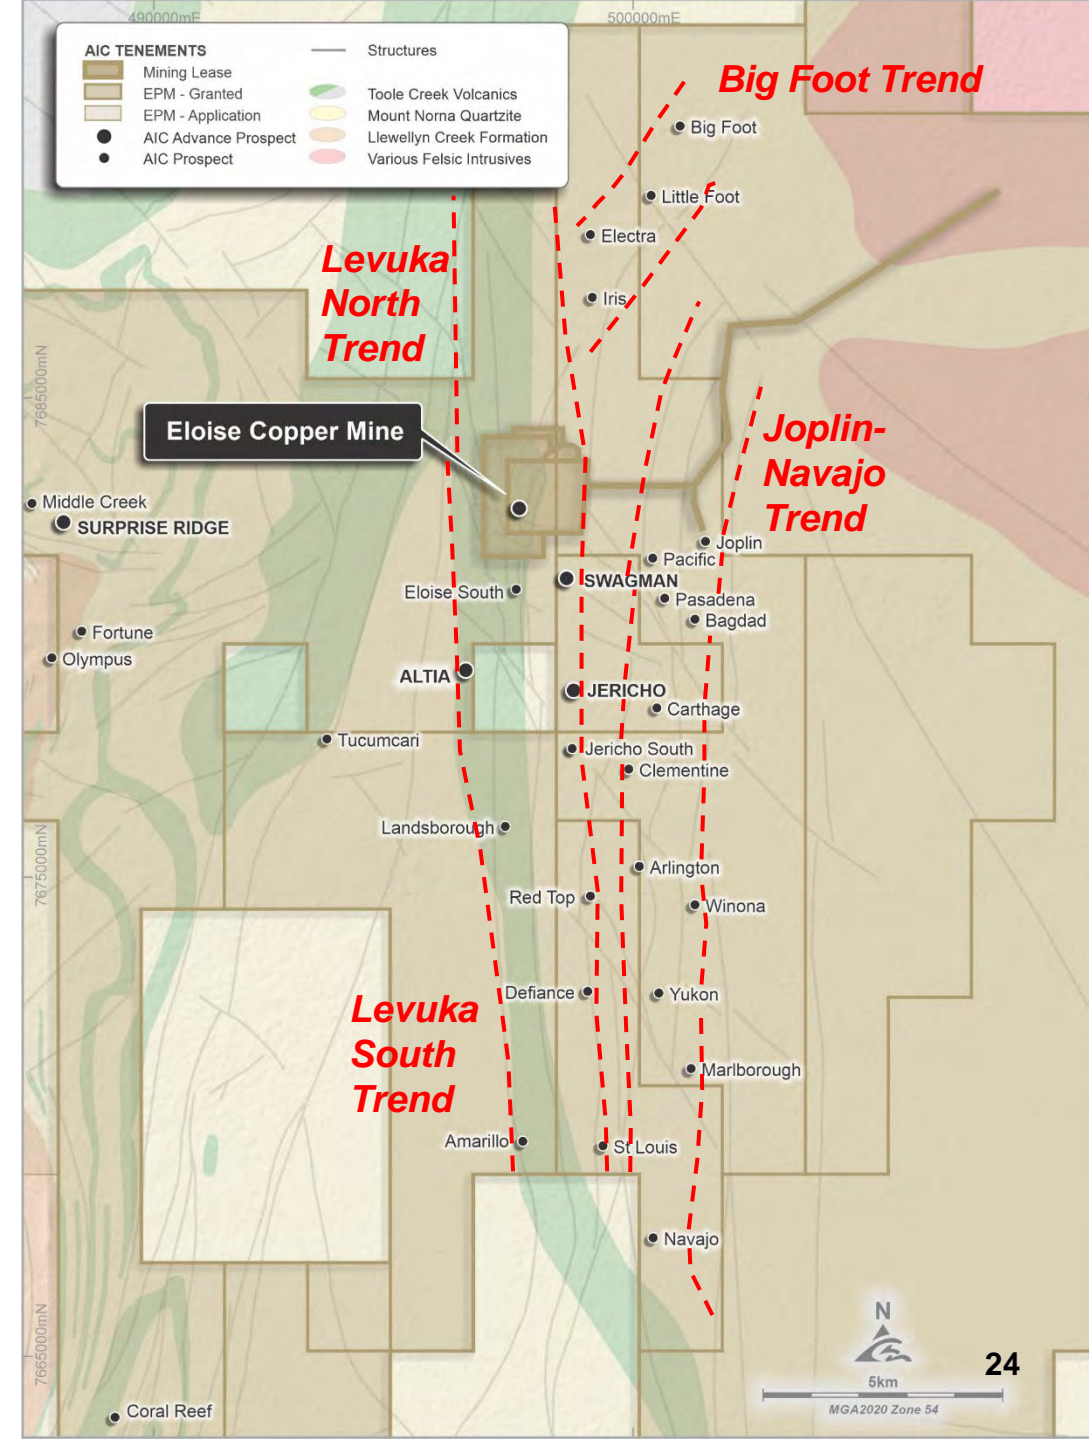 490000mE
500000mE
AIC TENEMENTS
Mining Lease
EPM - Granted
EPM - Application
AIC Advance Prospect
AIC Prospect
Structures
Toole Creek Volcanics
Mount Norna Quartzite
Llewellyn Creek Formation
Various Felsic Intrusives
Big Foot Trend
Big Foot
Little Foot
Electra
Iris
Levuka
North
Trend
7685000mN
Eloise Copper Mine
Joplin-
Navajo
Trend
Middle Creek
SURPRISE RIDGE
Joplin
Pacific
SWAGMAN
Eloise South
Pasadena
Bagdad
Fortune
Olympus
ALTIA
JERICHO
Carthage
Tucumcari
Jericho South
Clementine
Landsborough
7675000mN
Arlington
Red Top
Winona
Defiance
Yukon
Levuka
South
Trend
Marlborough
Amarillo
St Louis
Navajo
7665000mN
N
24
5km
MGA2020 Zone 54
Coral Reef